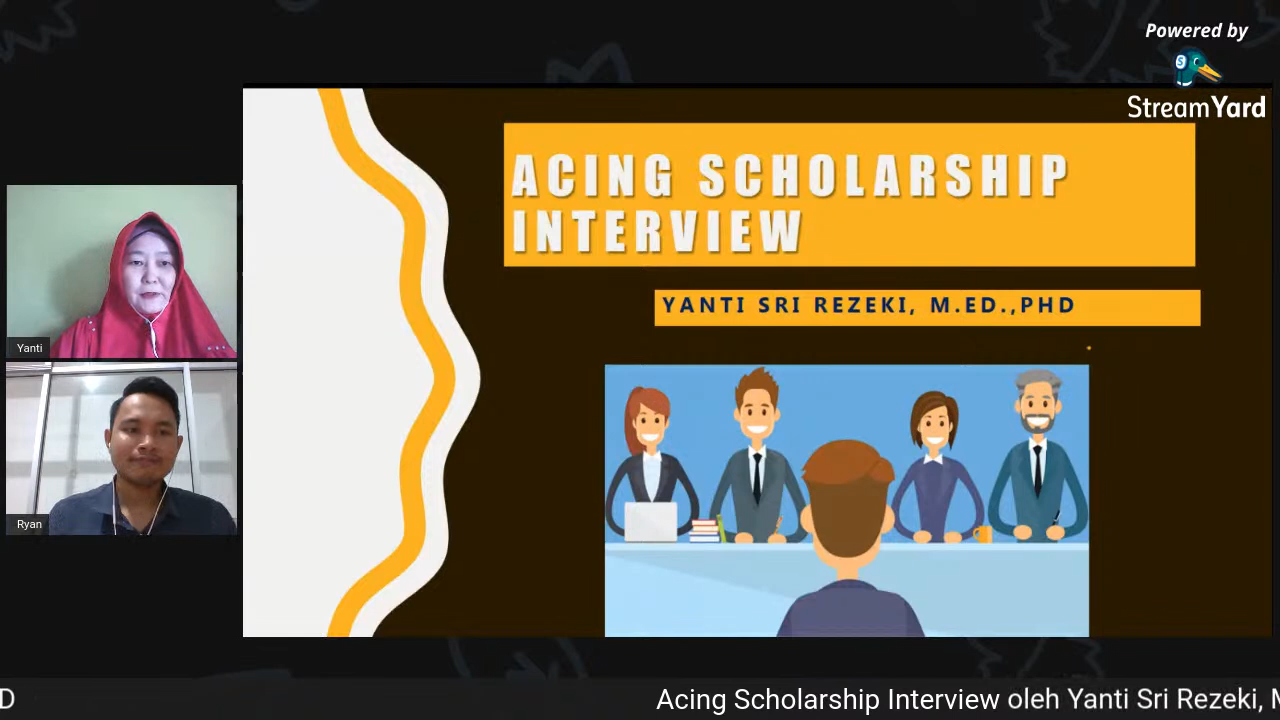 Powered by
StreamYard
ACING SCHOLARSHIP
INTERVIEW
YANTI SRI REZEKI, M.ED.,PHD
Yanti
Ryan
D
Acing Scholarship Interview oleh Yanti Sri Rezeki, M